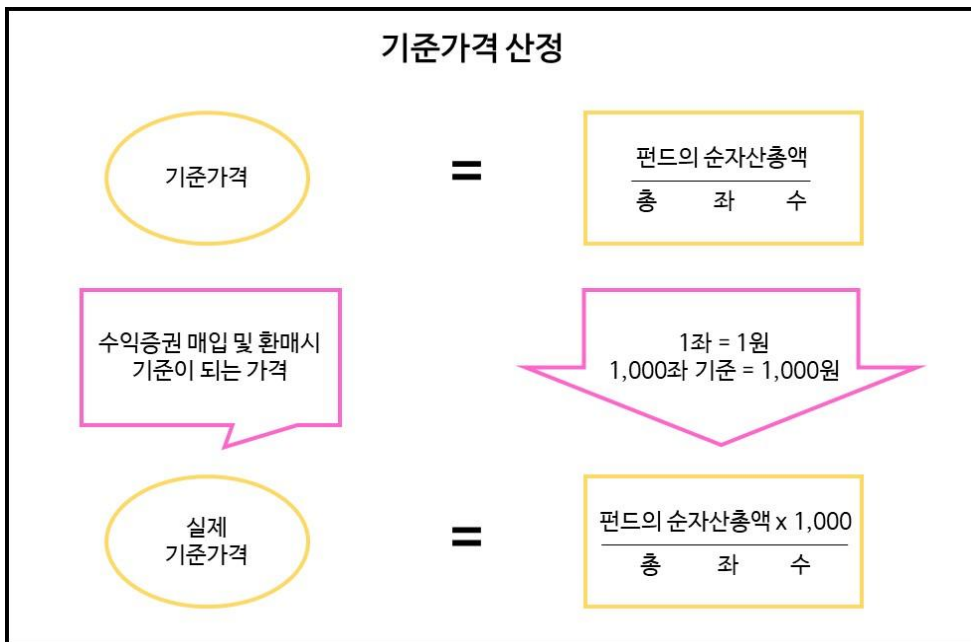 기준가격 산정
기준가격
=
펀드의 순자산총액
총 좌 수
수익증권 매입 및 환매시
기준이 되는 가격
1좌 = 1원
1,000좌 기준 = 1,000원
실제
기준가격
=
펀드의 순자산총액 x 1,000
총 좌 수